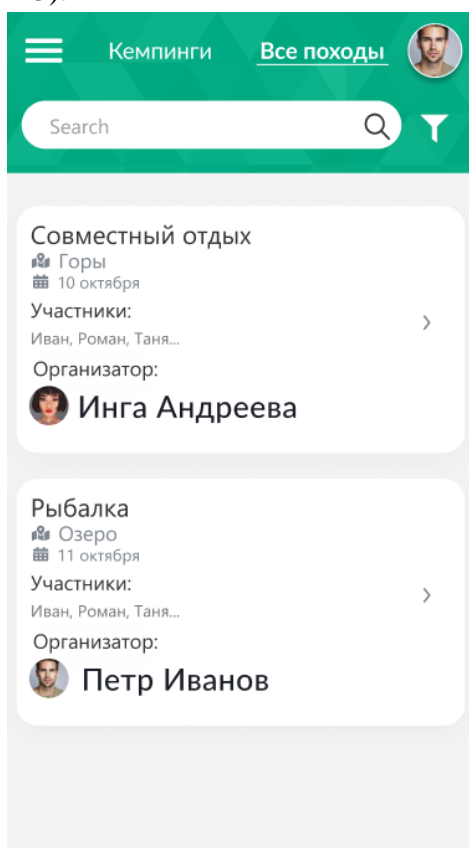 Кемпинги Все походы
Search
Совместный отдых
Горы
10 октября
Участники:
Иван, Роман, Таня...
Организатор:
Инга Андреева
Рыбалка
Озеро
11 октября
Участники:
Иван, Роман, Таня...
Организатор:
Петр Иванов